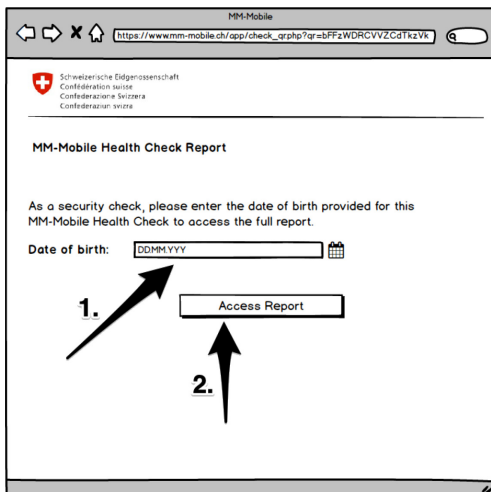 MM-Mobile
https://www.mm-mobile.ch/app/check_qrphp?qr=bFFzWDRCVVZCdTkzVk
Schweizerische Eidgenossenschaft
Confédération suisse
Confederazione Svizzera
Confederaziun svizra
MM-Mobile Health Check Report
As a security check, please enter the date of birth provided for this
MM-Mobile Health Check to access the full report.
Date of birth: DD.MM.YYY
1.
Access Report
2.